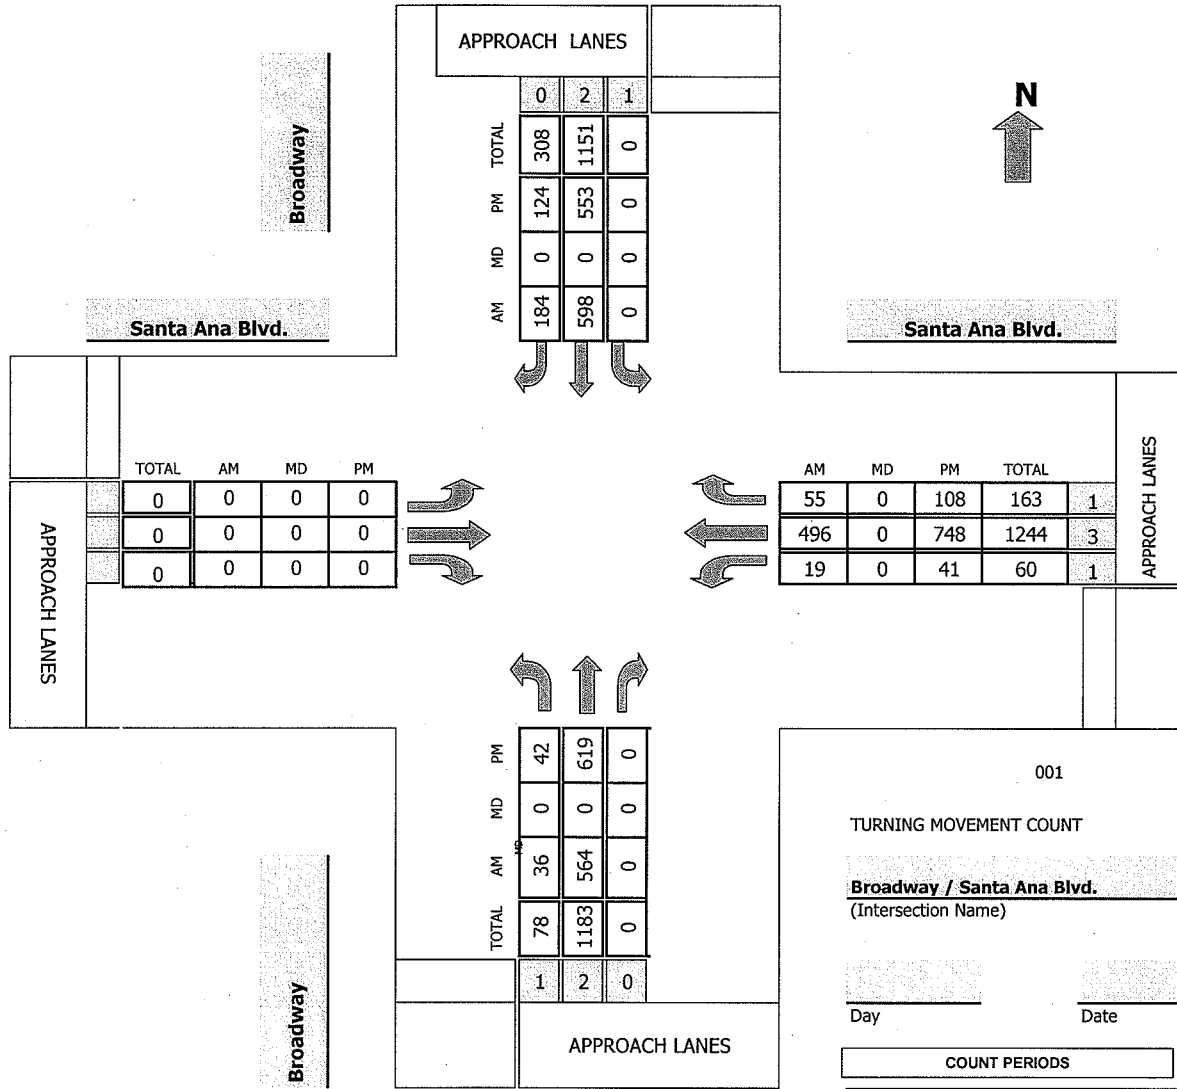 APPROACH LANES
0 2 1
N
TOTAL 308 1151 0
PM 124 553 0
MD 0 0 0
AM 184 598 0
Broadway
Santa Ana Blvd.
Santa Ana Blvd.
TOTAL AM MD PM
0 0 0 0
0 0 0 0
0 0 0 0
APPROACH LANES
AM MD PM TOTAL
55 0 108 163 1
496 0 748 1244 3
19 0 41 60 1
APPROACH LANES
PM 42 619 0
MD 0 0 0
AM MD 36 564 0
TOTAL 78 1183 0
1 2 0
APPROACH LANES
Broadway
001
TURNING MOVEMENT COUNT
Broadway / Santa Ana Blvd.
(Intersection Name)
Day Date
COUNT PERIODS